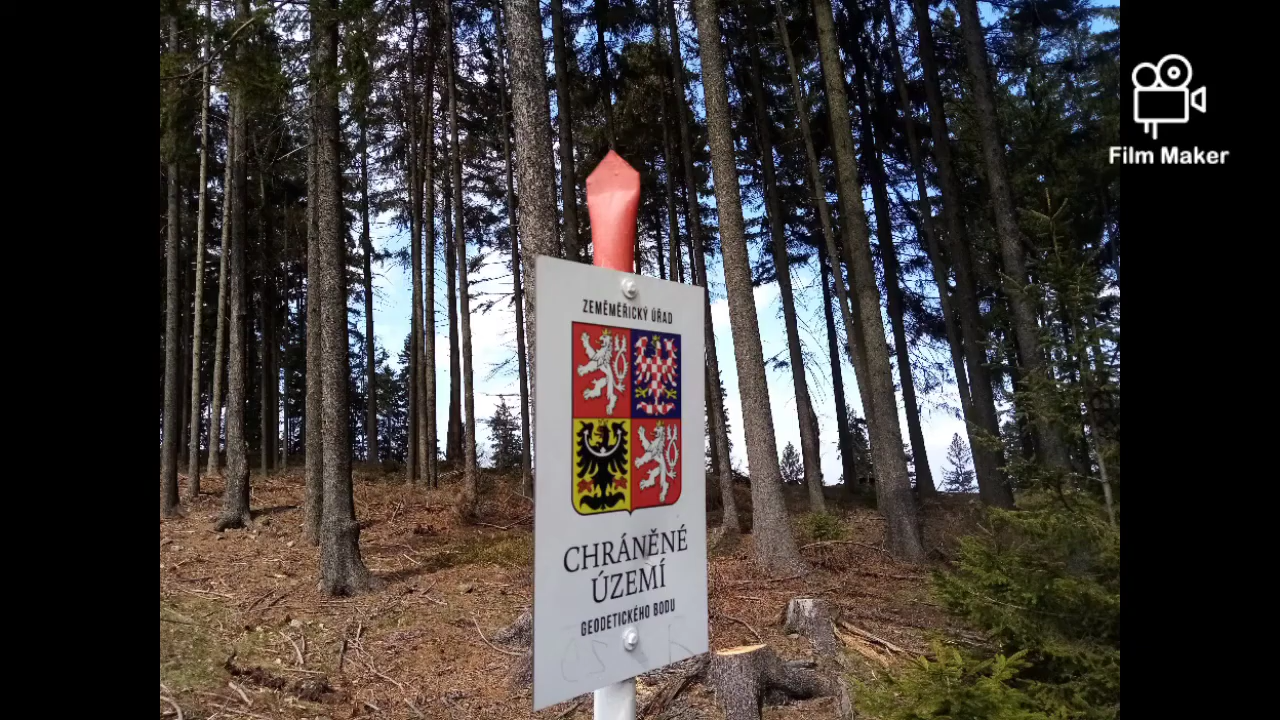 Film Maker
ZEMĚMĚŘICKÝ ÚŘAD
CHRÁNĚNÉ
ÚZEMÍ
GEODETICKÉHO BODU